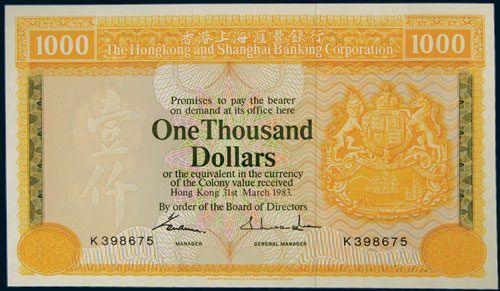 香港上海滙豐銀行
1000 The Hongkong and Shanghai Banking Corporation 1000
壹仟
Promises to pay the bearer
on demand at its office here
One Thousand
Dollars
or the equivalent in the currency
of the Colony value received
Hong Kong 31st March 1983.
By order of the Board of Directors
K398675 MANAGER GENERAL MANAGER K398675